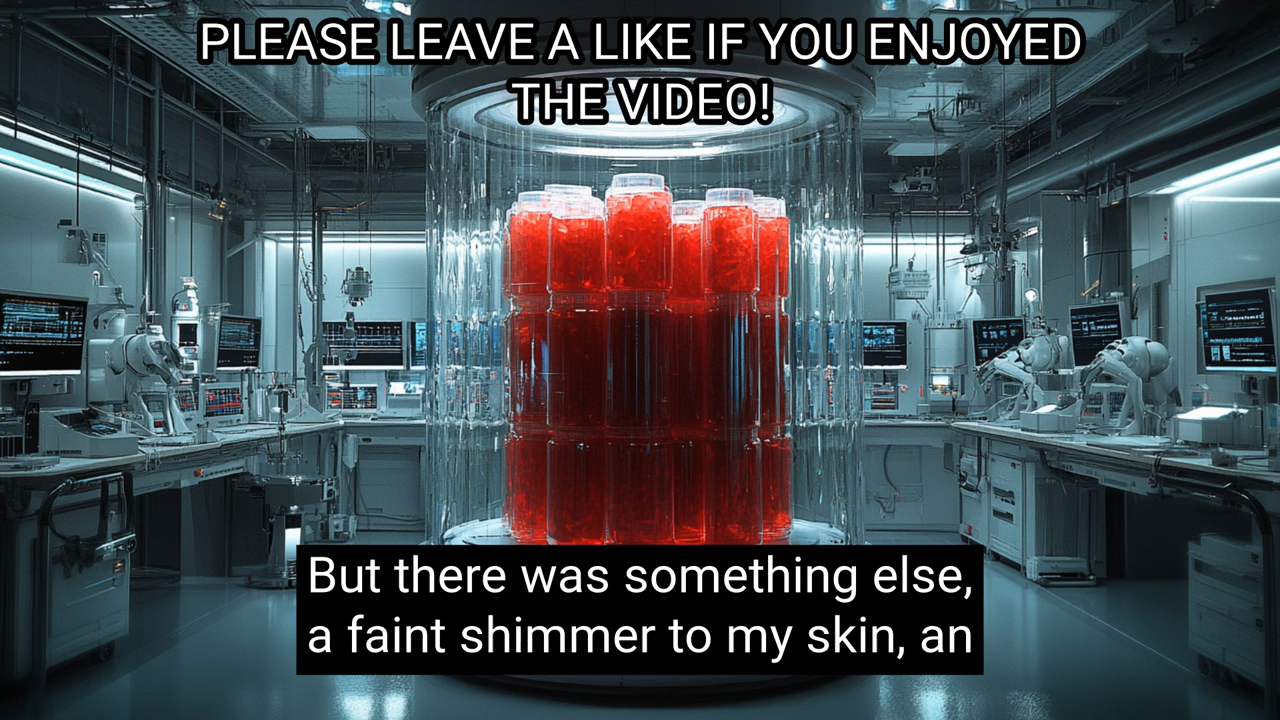 PLEASE LEAVE A LIKE IF YOU ENJOYED
THE VIDEO!
But there was something else,
a faint shimmer to my skin, an